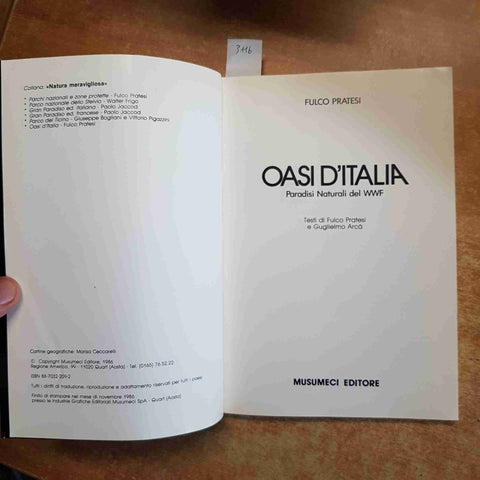 3116
Collana: «Natura meravigliosa»
• Parchi nazionali e zone protette - Fulco Pratesi
• Parco nazionale dello Stelvio - Walter Frigo
• Gran Paradiso ed. italiana - Paolo Jaccod
• Gran Paradiso ed. francese - Paolo Jaccod
• Parco del Ticino - Giuseppe Bogliani e Vittorio Pigazzini
• Oasi d'Italia - Fulco Pratesi
Cartine geografiche: Marisa Ceccarelli
© Copyright Musumeci Editore, 1986
Regione Amérique, 99 - 11020 Quart (Aosta) - Tel. (0165) 76.52.22
ISBN 88-7032-209-2
Tutti i diritti di traduzione, riproduzione e adattamento riservati per tutti i paesi
Finito di stampare nel mese di novembre 1986
presso le Industrie Grafiche Editoriali Musumeci SpA - Quart (Aosta)
FULCO PRATESI
OASI D'ITALIA
Paradisi Naturali del WWF
Testi di Fulco Pratesi
e Guglielmo Arcà
MUSUMECI EDITORE